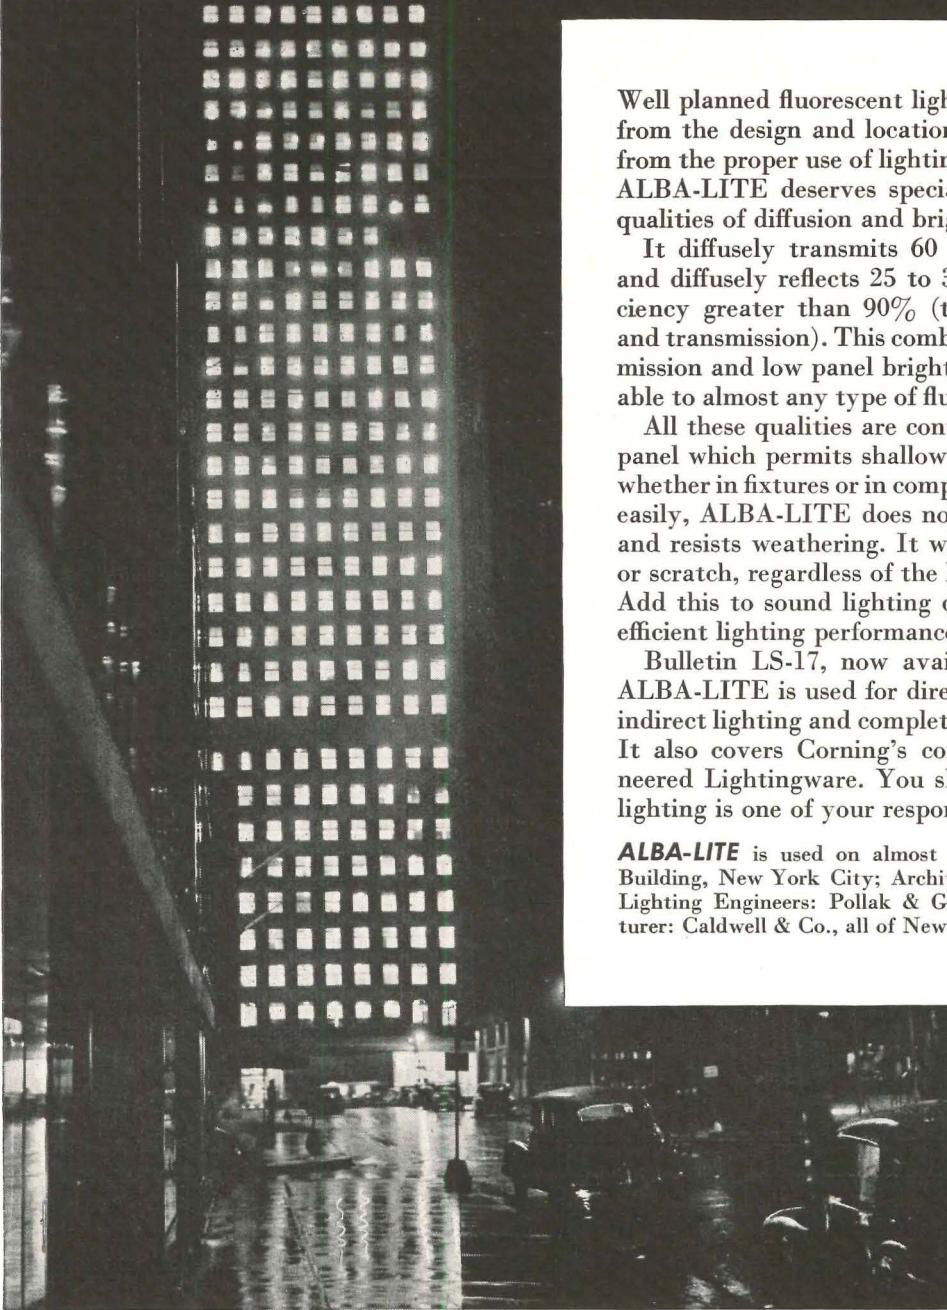 Well planned fluorescent ligh
from the design and location
from the proper use of lightin
ALBA-LITE deserves speci
qualities of diffusion and bri
It diffusely transmits 60
and diffusely reflects 25 to
ciency greater than 90% (t
and transmission). This comb
mission and low panel bright
able to almost any type of flu
All these qualities are con
panel which permits shallow
whether in fixtures or in comp
easily, ALBA-LITE does no
and resists weathering. It w
or scratch, regardless of the
Add this to sound lighting
efficient lighting performance
Bulletin LS-17, now avai
ALBA-LITE is used for dire
indirect lighting and complet
It also covers Corning's co
neered Lightingware. You s
lighting is one of your respon
ALBA-LITE is used on almost
Building, New York City; Archi
Lighting Engineers: Pollak & G
turer: Caldwell & Co., all of New